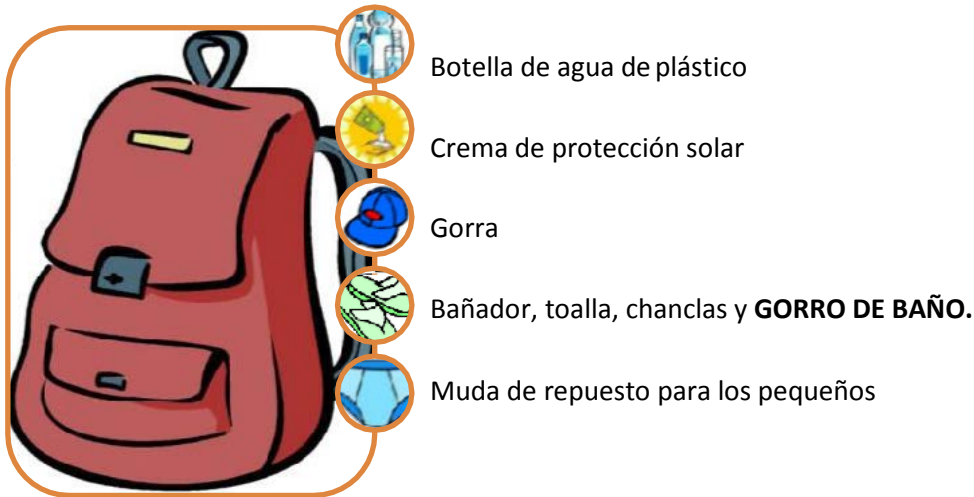 Botella de agua de plástico
Crema de protección solar
Gorra
Bañador, toalla, chanclas y GORRO DE BAÑO.
Muda de repuesto para los pequeños